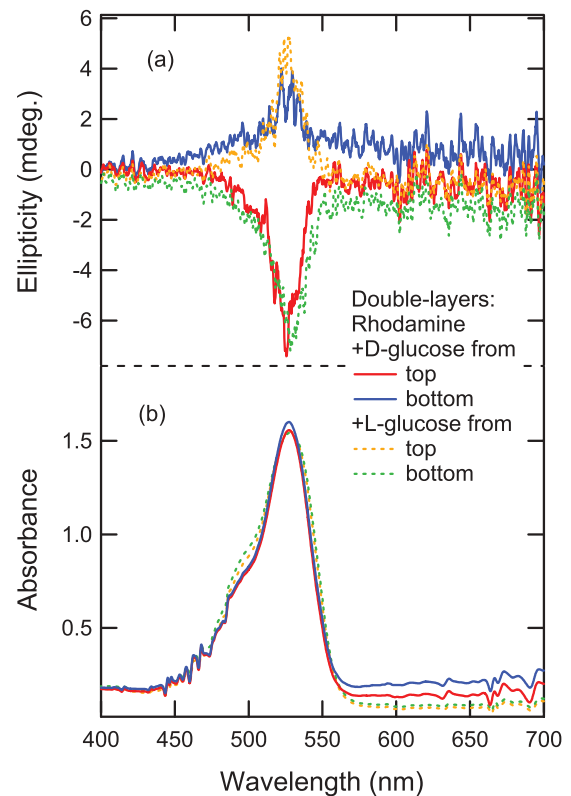 6
4
2
0
-2
-4
-6
Ellipticity (mdeg.)
(a)
Double-layers:
Rhodamine
+D-glucose from
top
bottom
+L-glucose from
top
bottom
(b)
1.5
1.0
0.5
Absorbance
400
450
500
550
600
650
700
Wavelength (nm)